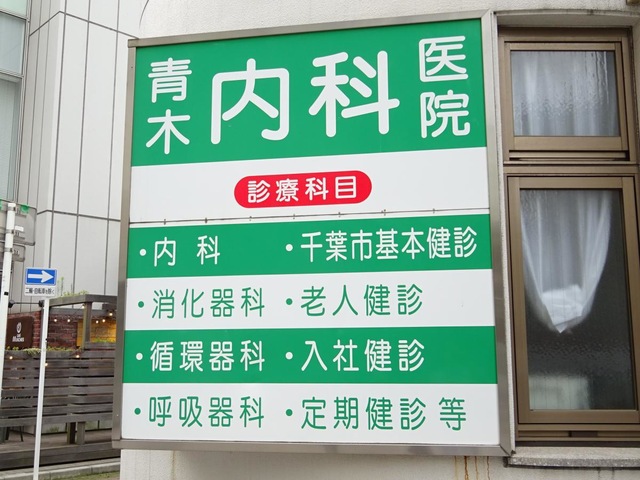 青木内科医院
診療科目
・内科 ・千葉市基本健診
・消化器科 ・老人健診
・循環器科 ・入社健診
・呼吸器科 ・定期健診 等